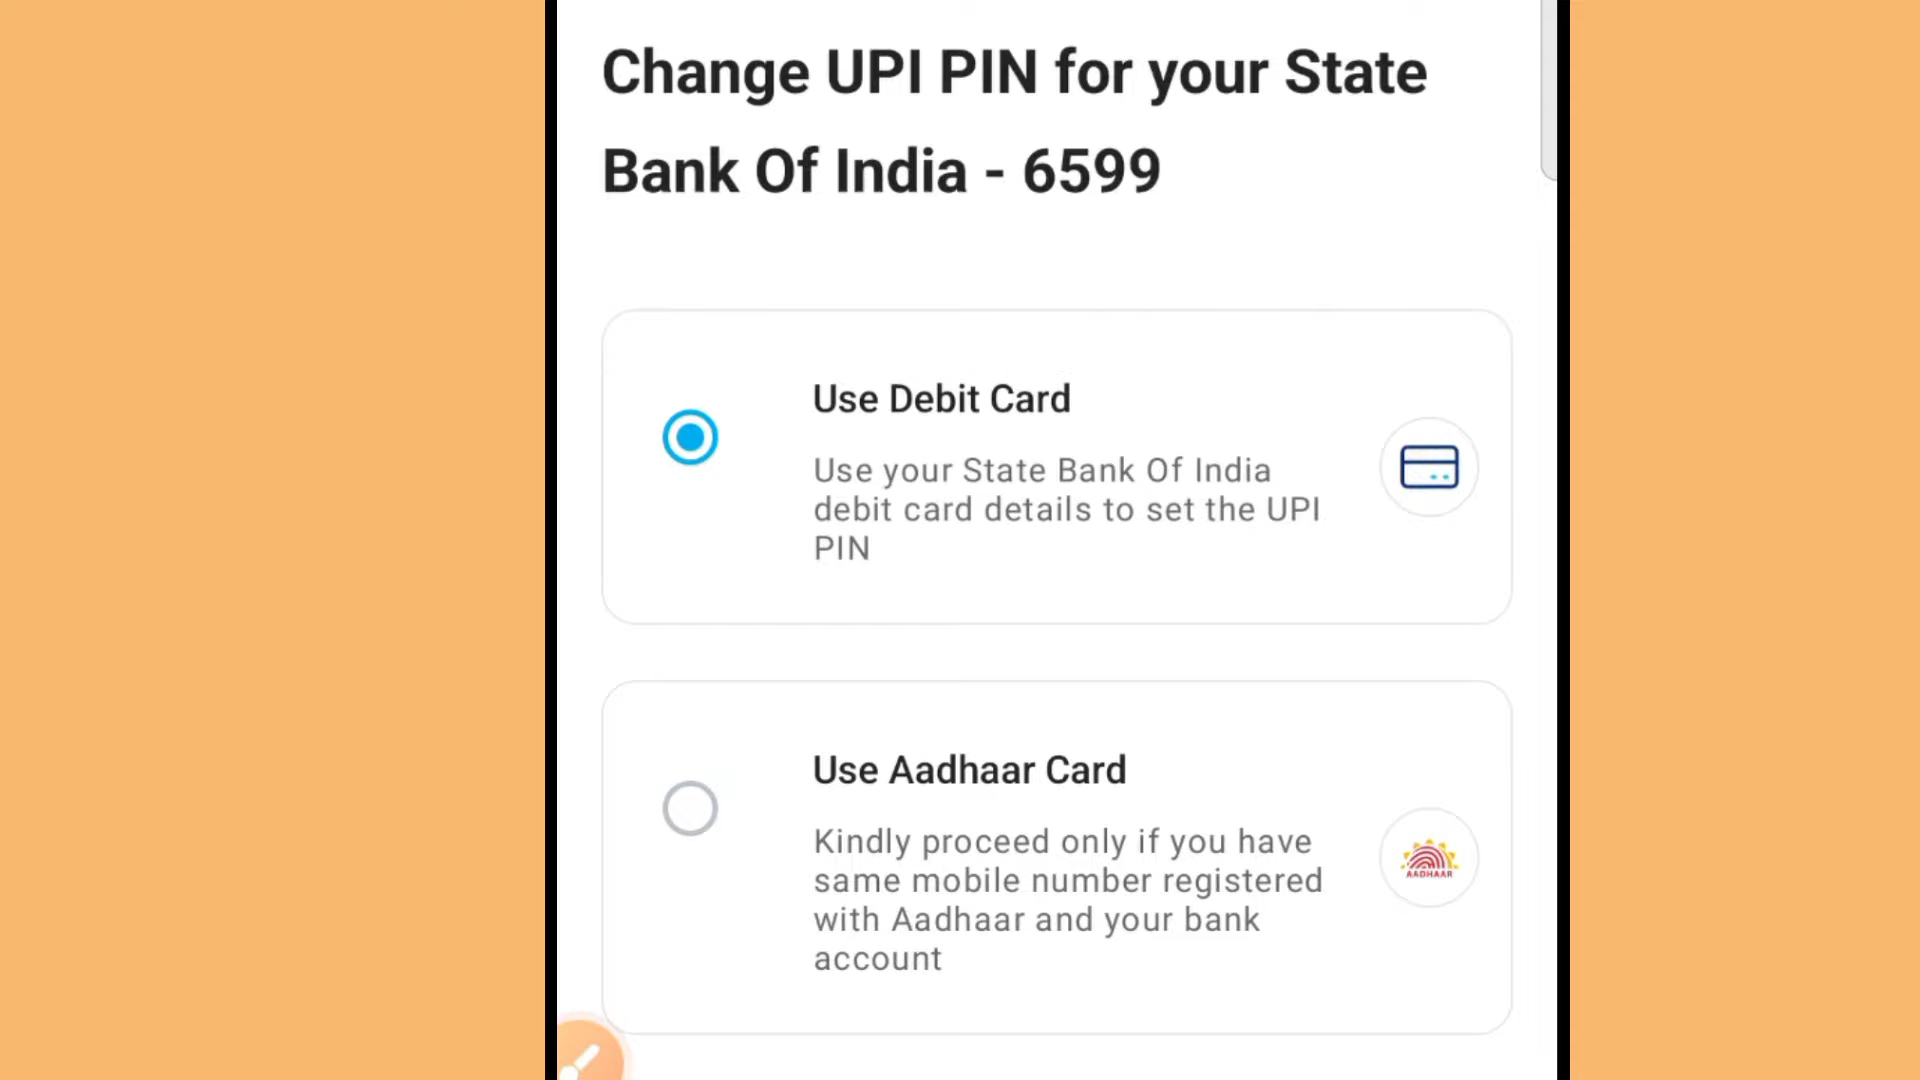 Change UPI PIN for your State
Bank Of India - 6599
Use Debit Card
Use your State Bank Of India
debit card details to set the UPI
PIN
Use Aadhaar Card
Kindly proceed only if you have
same mobile number registered
with Aadhaar and your bank
account
AADHAAR